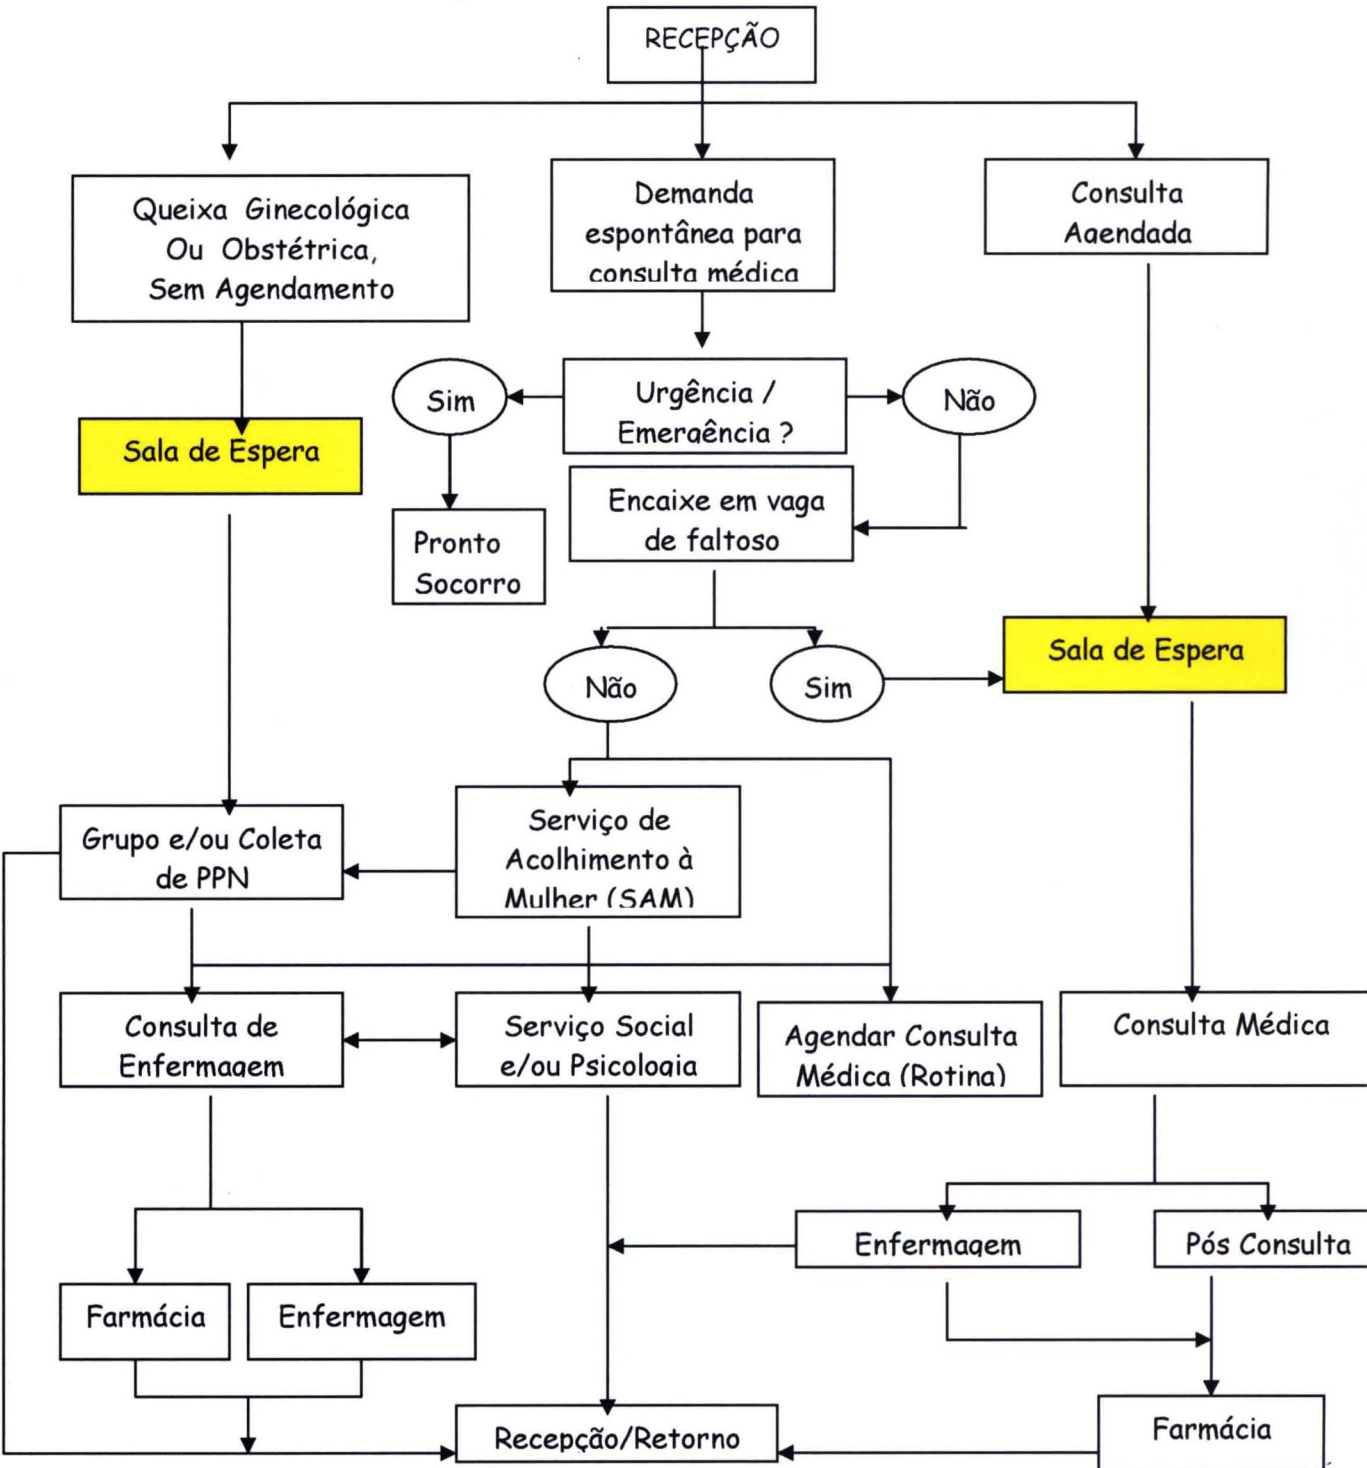 RECEPÇÃO
Queixa Ginecológica
Ou Obstétrica,
Sem Agendamento
Demanda
espontânea para
consulta médica
Consulta
Agendada
Sim
Urgência /
Emergência ?
Não
Sala de Espera
Encaixe em vaga
de faltoso
Pronto
Socorro
Sala de Espera
Não
Sim
Grupo e/ou Coleta
de PPN
Serviço de
Acolhimento à
Mulher (SAM)
Consulta de
Enfermagem
Serviço Social
e/ou Psicologia
Agendar Consulta
Médica (Rotina)
Consulta Médica
Enfermagem
Pós Consulta
Farmácia
Enfermagem
Recepção/Retorno
Farmácia